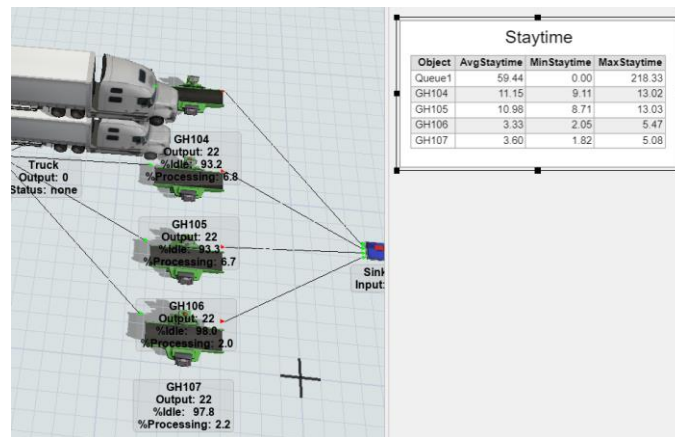 GH104
Output: 22
%Idle: 93.2
%Processing: 6.8
Truck
Output: 0
Status: none
GH105
Output: 22
%Idle: 93.3
%Processing: 6.7
Sink
Input:
GH106
Output: 22
%Idle: 98.0
%Processing: 2.0
GH107
Output: 22
%Idle: 97.8
%Processing: 2.2
Staytime
Object AvgStaytime MinStaytime MaxStaytime
Queue1 59.44 0.00 218.33
GH104 11.15 9.11 13.02
GH105 10.98 8.71 13.03
GH106 3.33 2.05 5.47
GH107 3.60 1.82 5.08